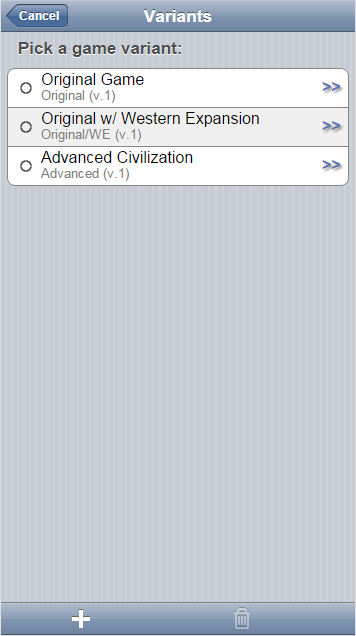 Cancel
Variants
Pick a game variant:
Original Game
Original (v.1)
>>
Original w/ Western Expansion
Original/WE (v.1)
>>
Advanced Civilization
Advanced (v.1)
>>